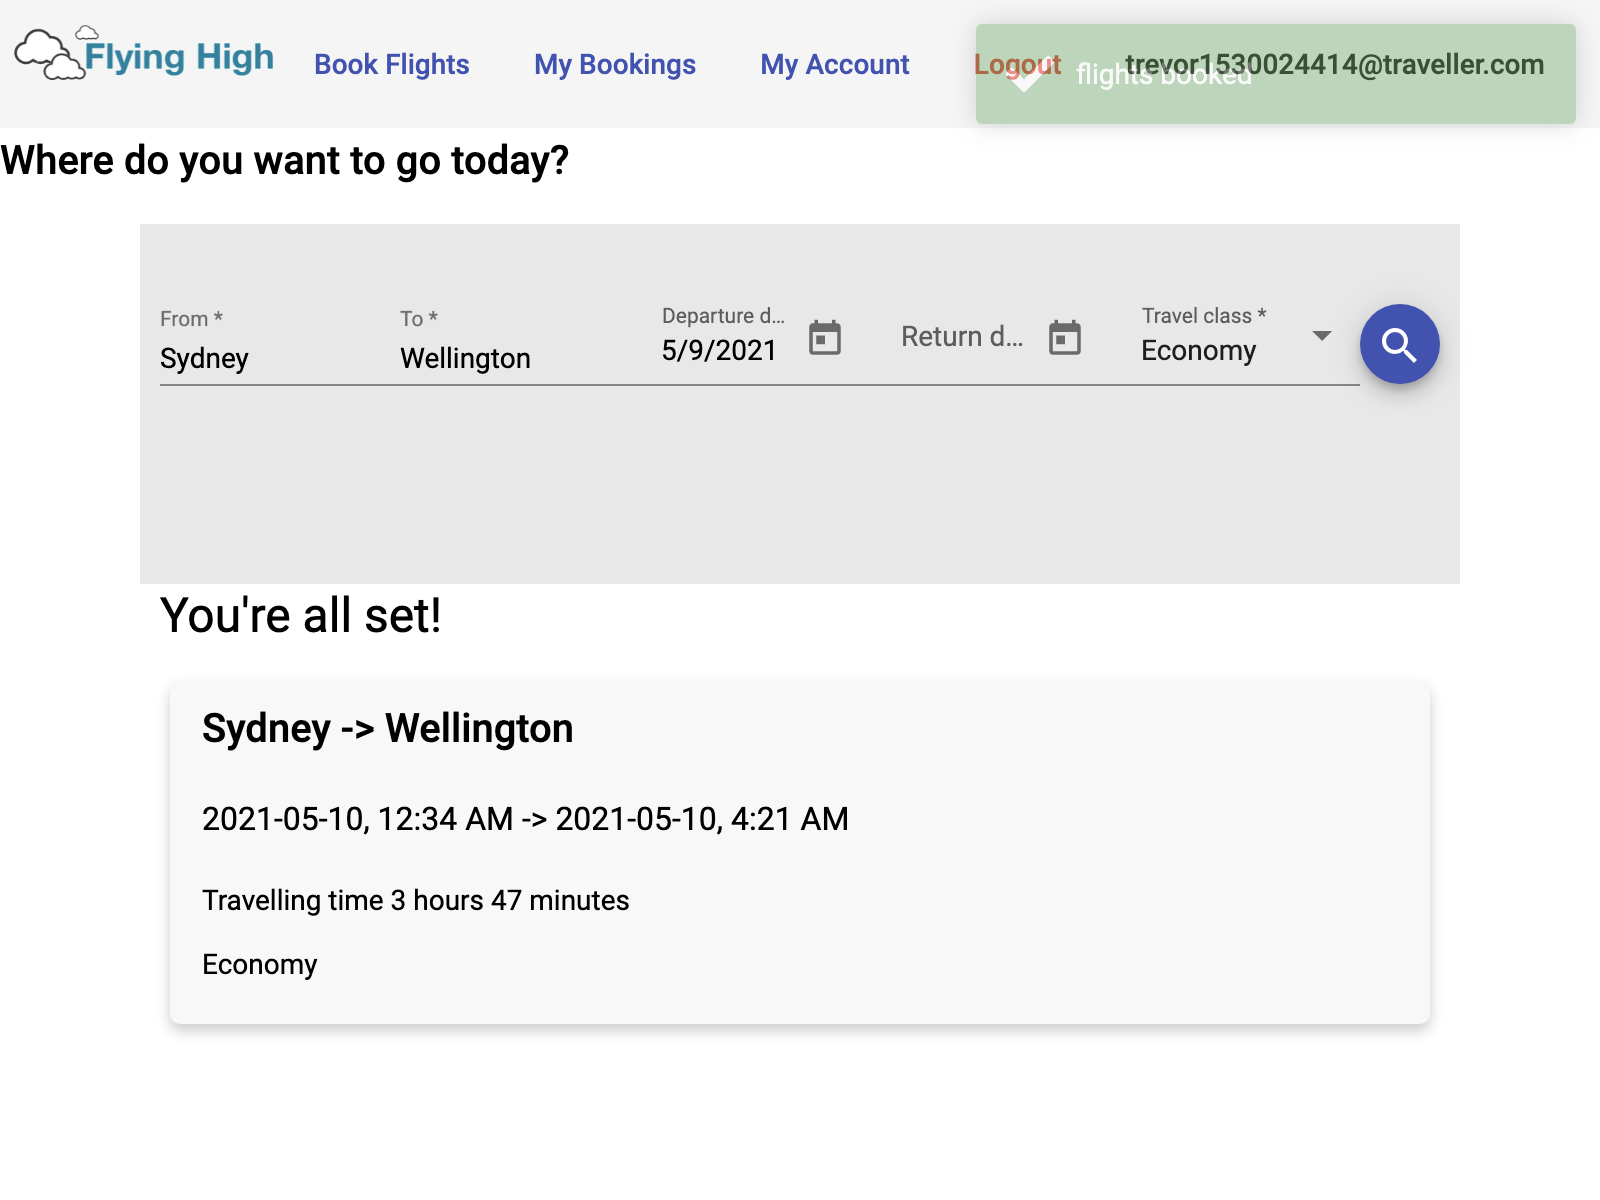 Flying High
Book Flights
My Bookings
My Account
Logout
trevor1530024414@traveller.com
flights booked
Where do you want to go today?
From *
Sydney
To *
Wellington
Departure d...
5/9/2021
Return d...
Travel class *
Economy
You're all set!
Sydney -> Wellington
2021-05-10, 12:34 AM -> 2021-05-10, 4:21 AM
Travelling time 3 hours 47 minutes
Economy